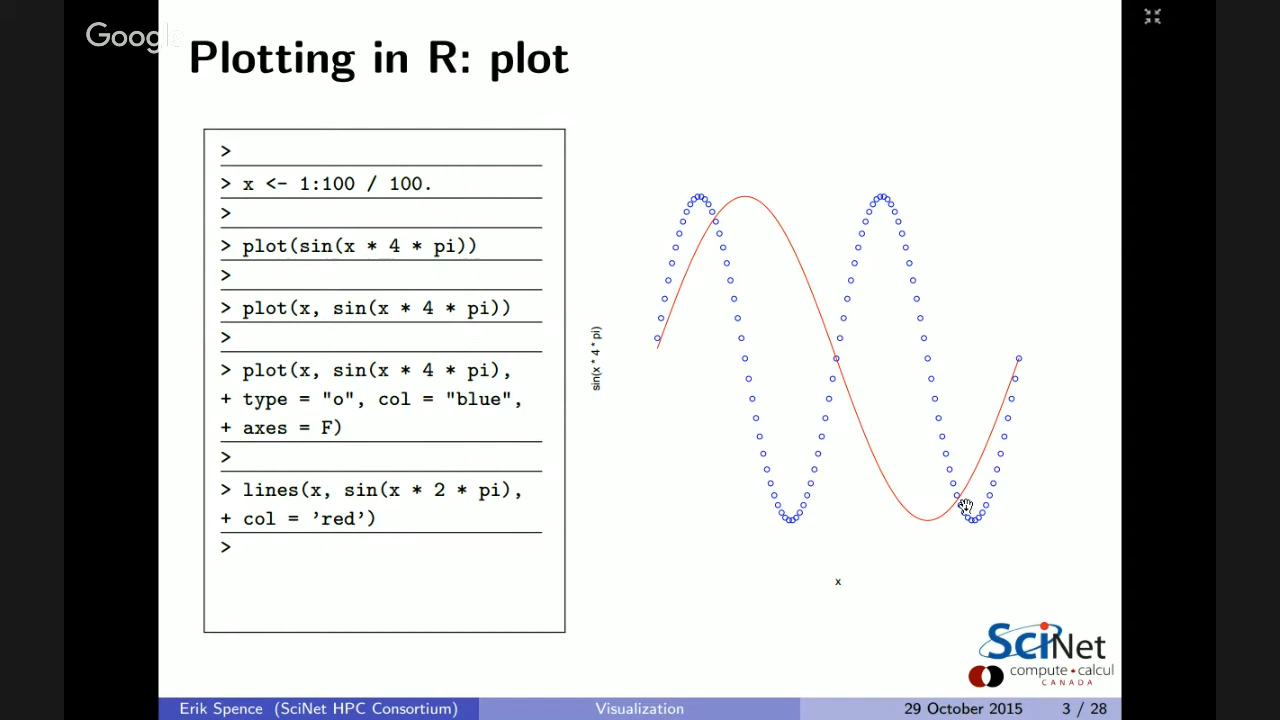 Google
Plotting in R: plot
>
> x <- 1:100 / 100.
>
> plot(sin(x * 4 * pi))
>
> plot(x, sin(x * 4 * pi))
>
> plot(x, sin(x * 4 * pi),
+ type = "o", col = "blue",
+ axes = F)
>
> lines(x, sin(x * 2 * pi),
+ col = ’red’)
>
sin(x * 4 * pi)
x
SciNet
compute • calcul
CANADA
Erik Spence (SciNet HPC Consortium)
Visualization
29 October 2015
3 / 28